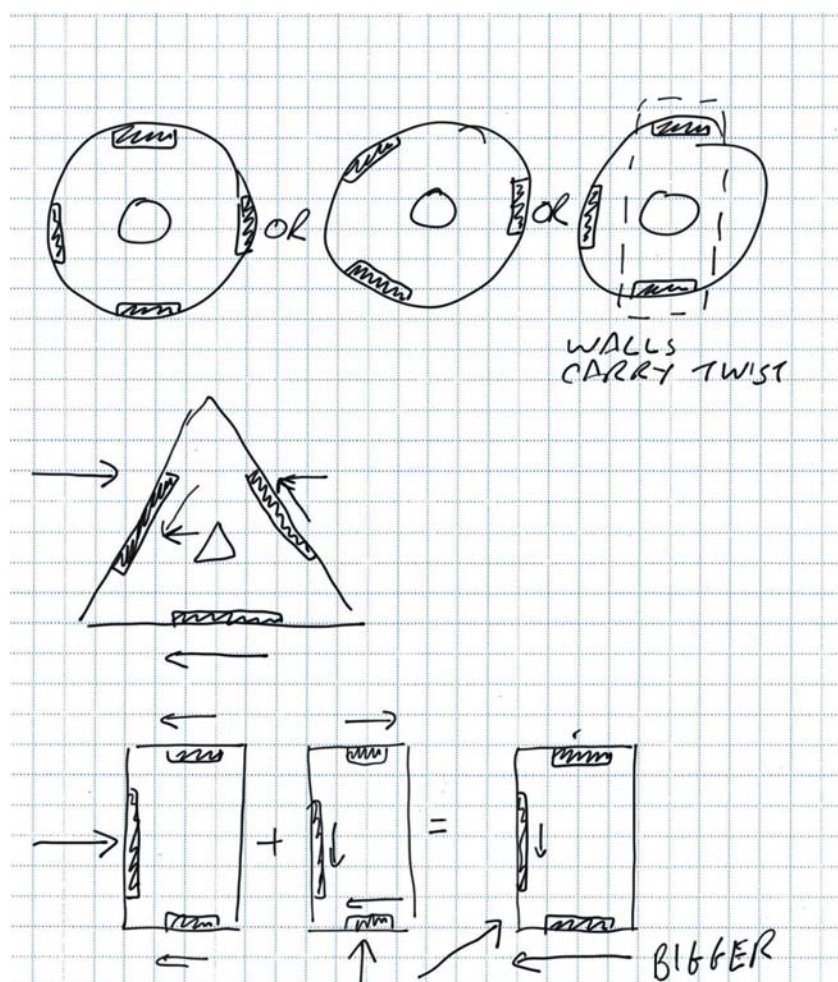 OR
OR
WALLS
CARRY TWIST
+
=
BIGGER